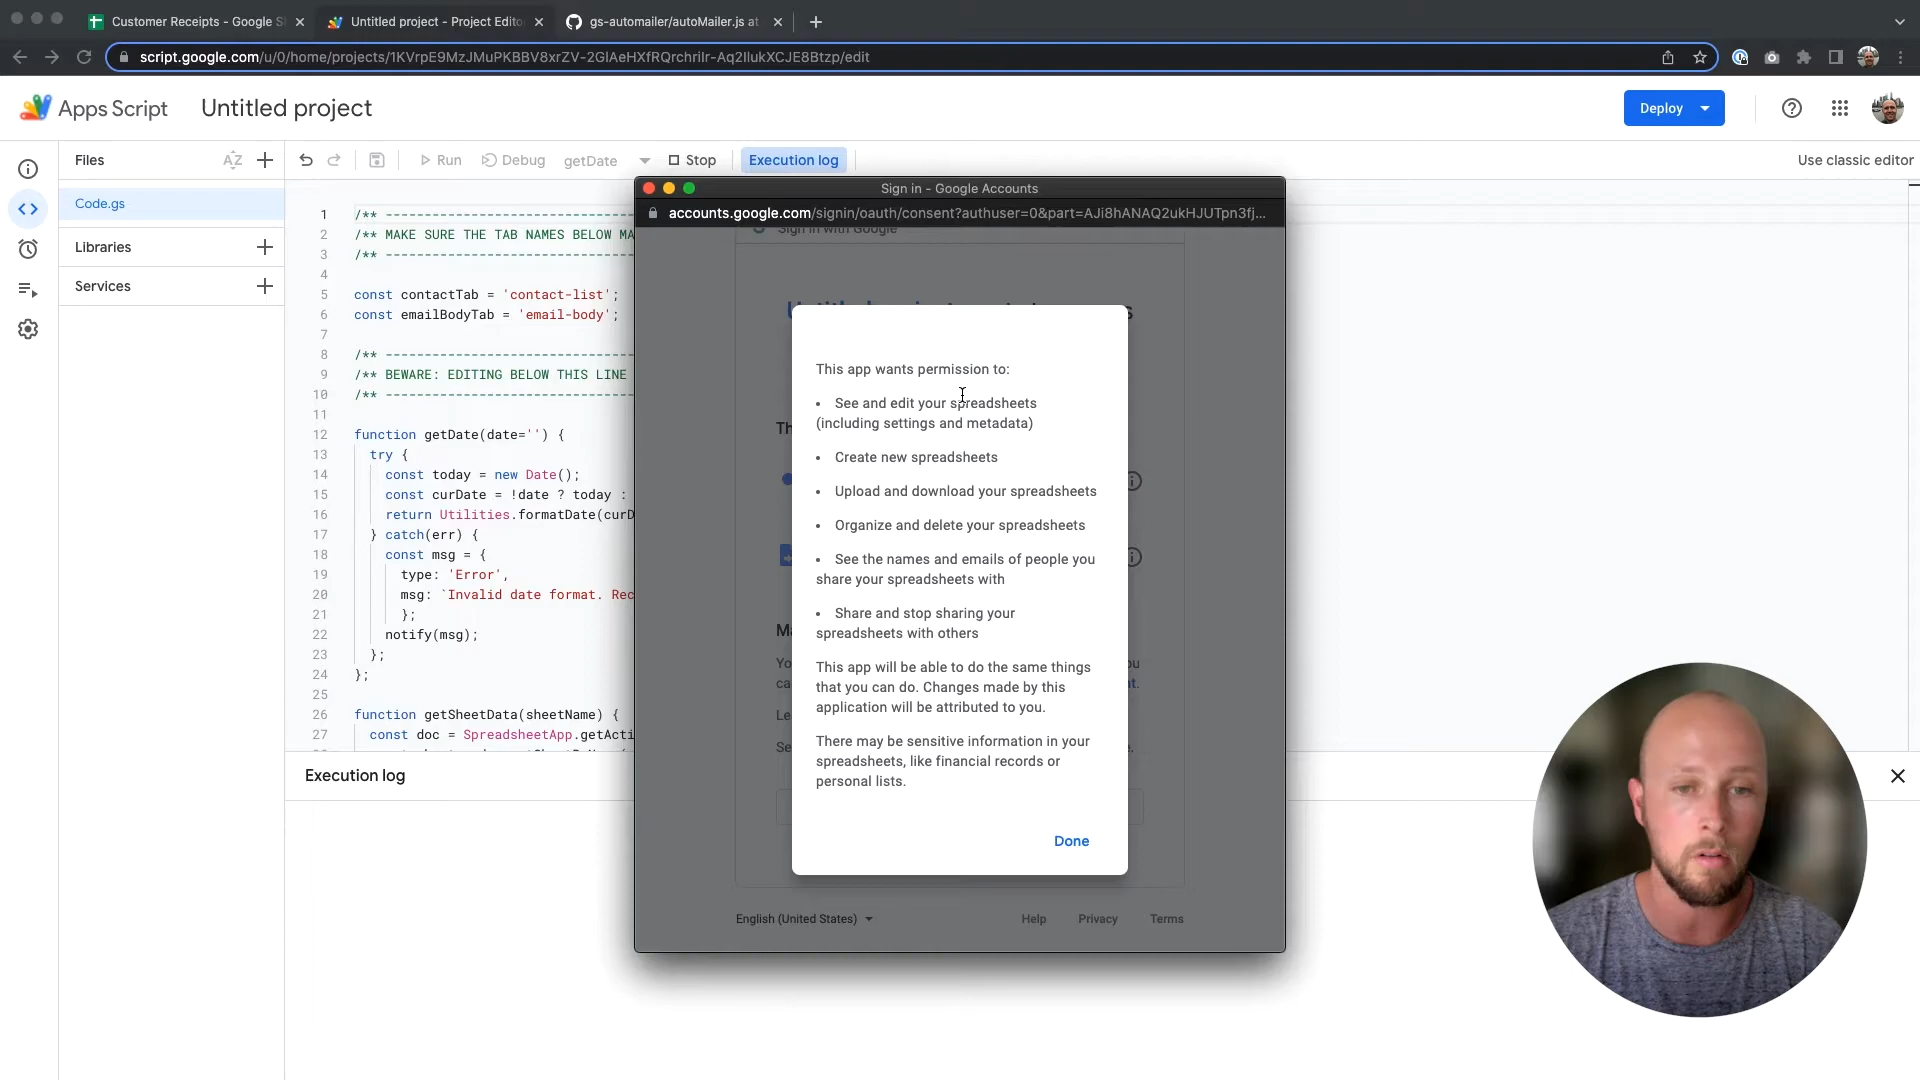 Customer Receipts - Google S
Untitled project - Project Edito
gs-automailer/autoMailer.js at
script.google.com/u/0/home/projects/1KVrpE9MzJMuPKBBV8xrZV-2GlAeHXfRQrchriIr-Aq2IlukXCJE8Btzp/edit
Apps Script
Untitled project
Deploy
Files
AZ
Run
Debug
getDate
Stop
Execution log
Use classic editor
Code.gs
Libraries
Services
1 /** --------------------------------
2 /** MAKE SURE THE TAB NAMES BELOW MA
3 /** --------------------------------
4
5 const contactTab = 'contact-list';
6 const emailBodyTab = 'email-body';
7
8 /** --------------------------------
9 /** BEWARE: EDITING BELOW THIS LINE
10 /** --------------------------------
11
12 function getDate(date='') {
13 try {
14 const today = new Date();
15 const curDate = !date ? today :
16 return Utilities.formatDate(curD
17 } catch(err) {
18 const msg = {
19 type: 'Error',
20 msg: `Invalid date format. Rec
21 };
22 notify(msg);
23 };
24 };
25
26 function getSheetData(sheetName) {
27 const doc = SpreadsheetApp.getActi
Execution log
Sign in - Google Accounts
accounts.google.com/signin/oauth/consent?authuser=0&part=AJi8hANAQ2ukHJUTpn3fj...
Sign in with Google
This app wants permission to:
• See and edit your spreadsheets
(including settings and metadata)
• Create new spreadsheets
• Upload and download your spreadsheets
• Organize and delete your spreadsheets
• See the names and emails of people you
share your spreadsheets with
• Share and stop sharing your
spreadsheets with others
This app will be able to do the same things
that you can do. Changes made by this
application will be attributed to you.
There may be sensitive information in your
spreadsheets, like financial records or
personal lists.
Done
English (United States)
Help
Privacy
Terms